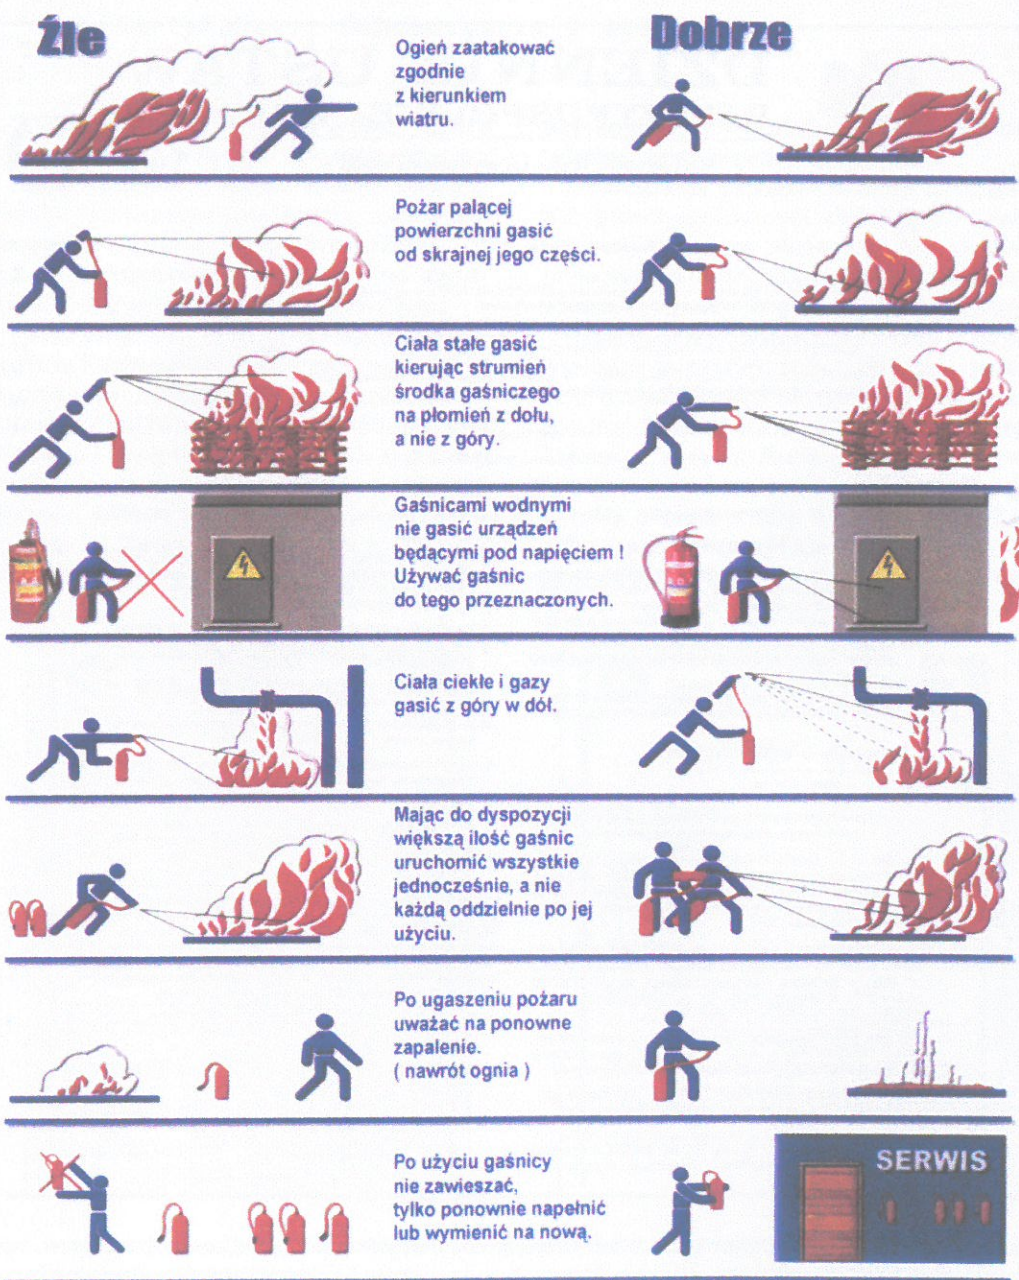 Źle
Dobrze
Ogień zaatakować
zgodnie
z kierunkiem
wiatru.
Pożar palącej
powierzchni gasić
od skrajnej jego części.
Ciała stałe gasić
kierując strumień
środka gaśniczego
na płomień z dołu,
a nie z góry.
Gaśnicami wodnymi
nie gasić urządzeń
będącymi pod napięciem !
Używać gaśnic
do tego przeznaczonych.
Ciała ciekłe i gazy
gasić z góry w dół.
Mając do dyspozycji
większą ilość gaśnic
uruchomić wszystkie
jednocześnie, a nie
każdą oddzielnie po jej
użyciu.
Po ugaszeniu pożaru
uważać na ponowne
zapalenie.
( nawrót ognia )
Po użyciu gaśnicy
nie zawieszać,
tylko ponownie napełnić
lub wymienić na nową.
SERWIS